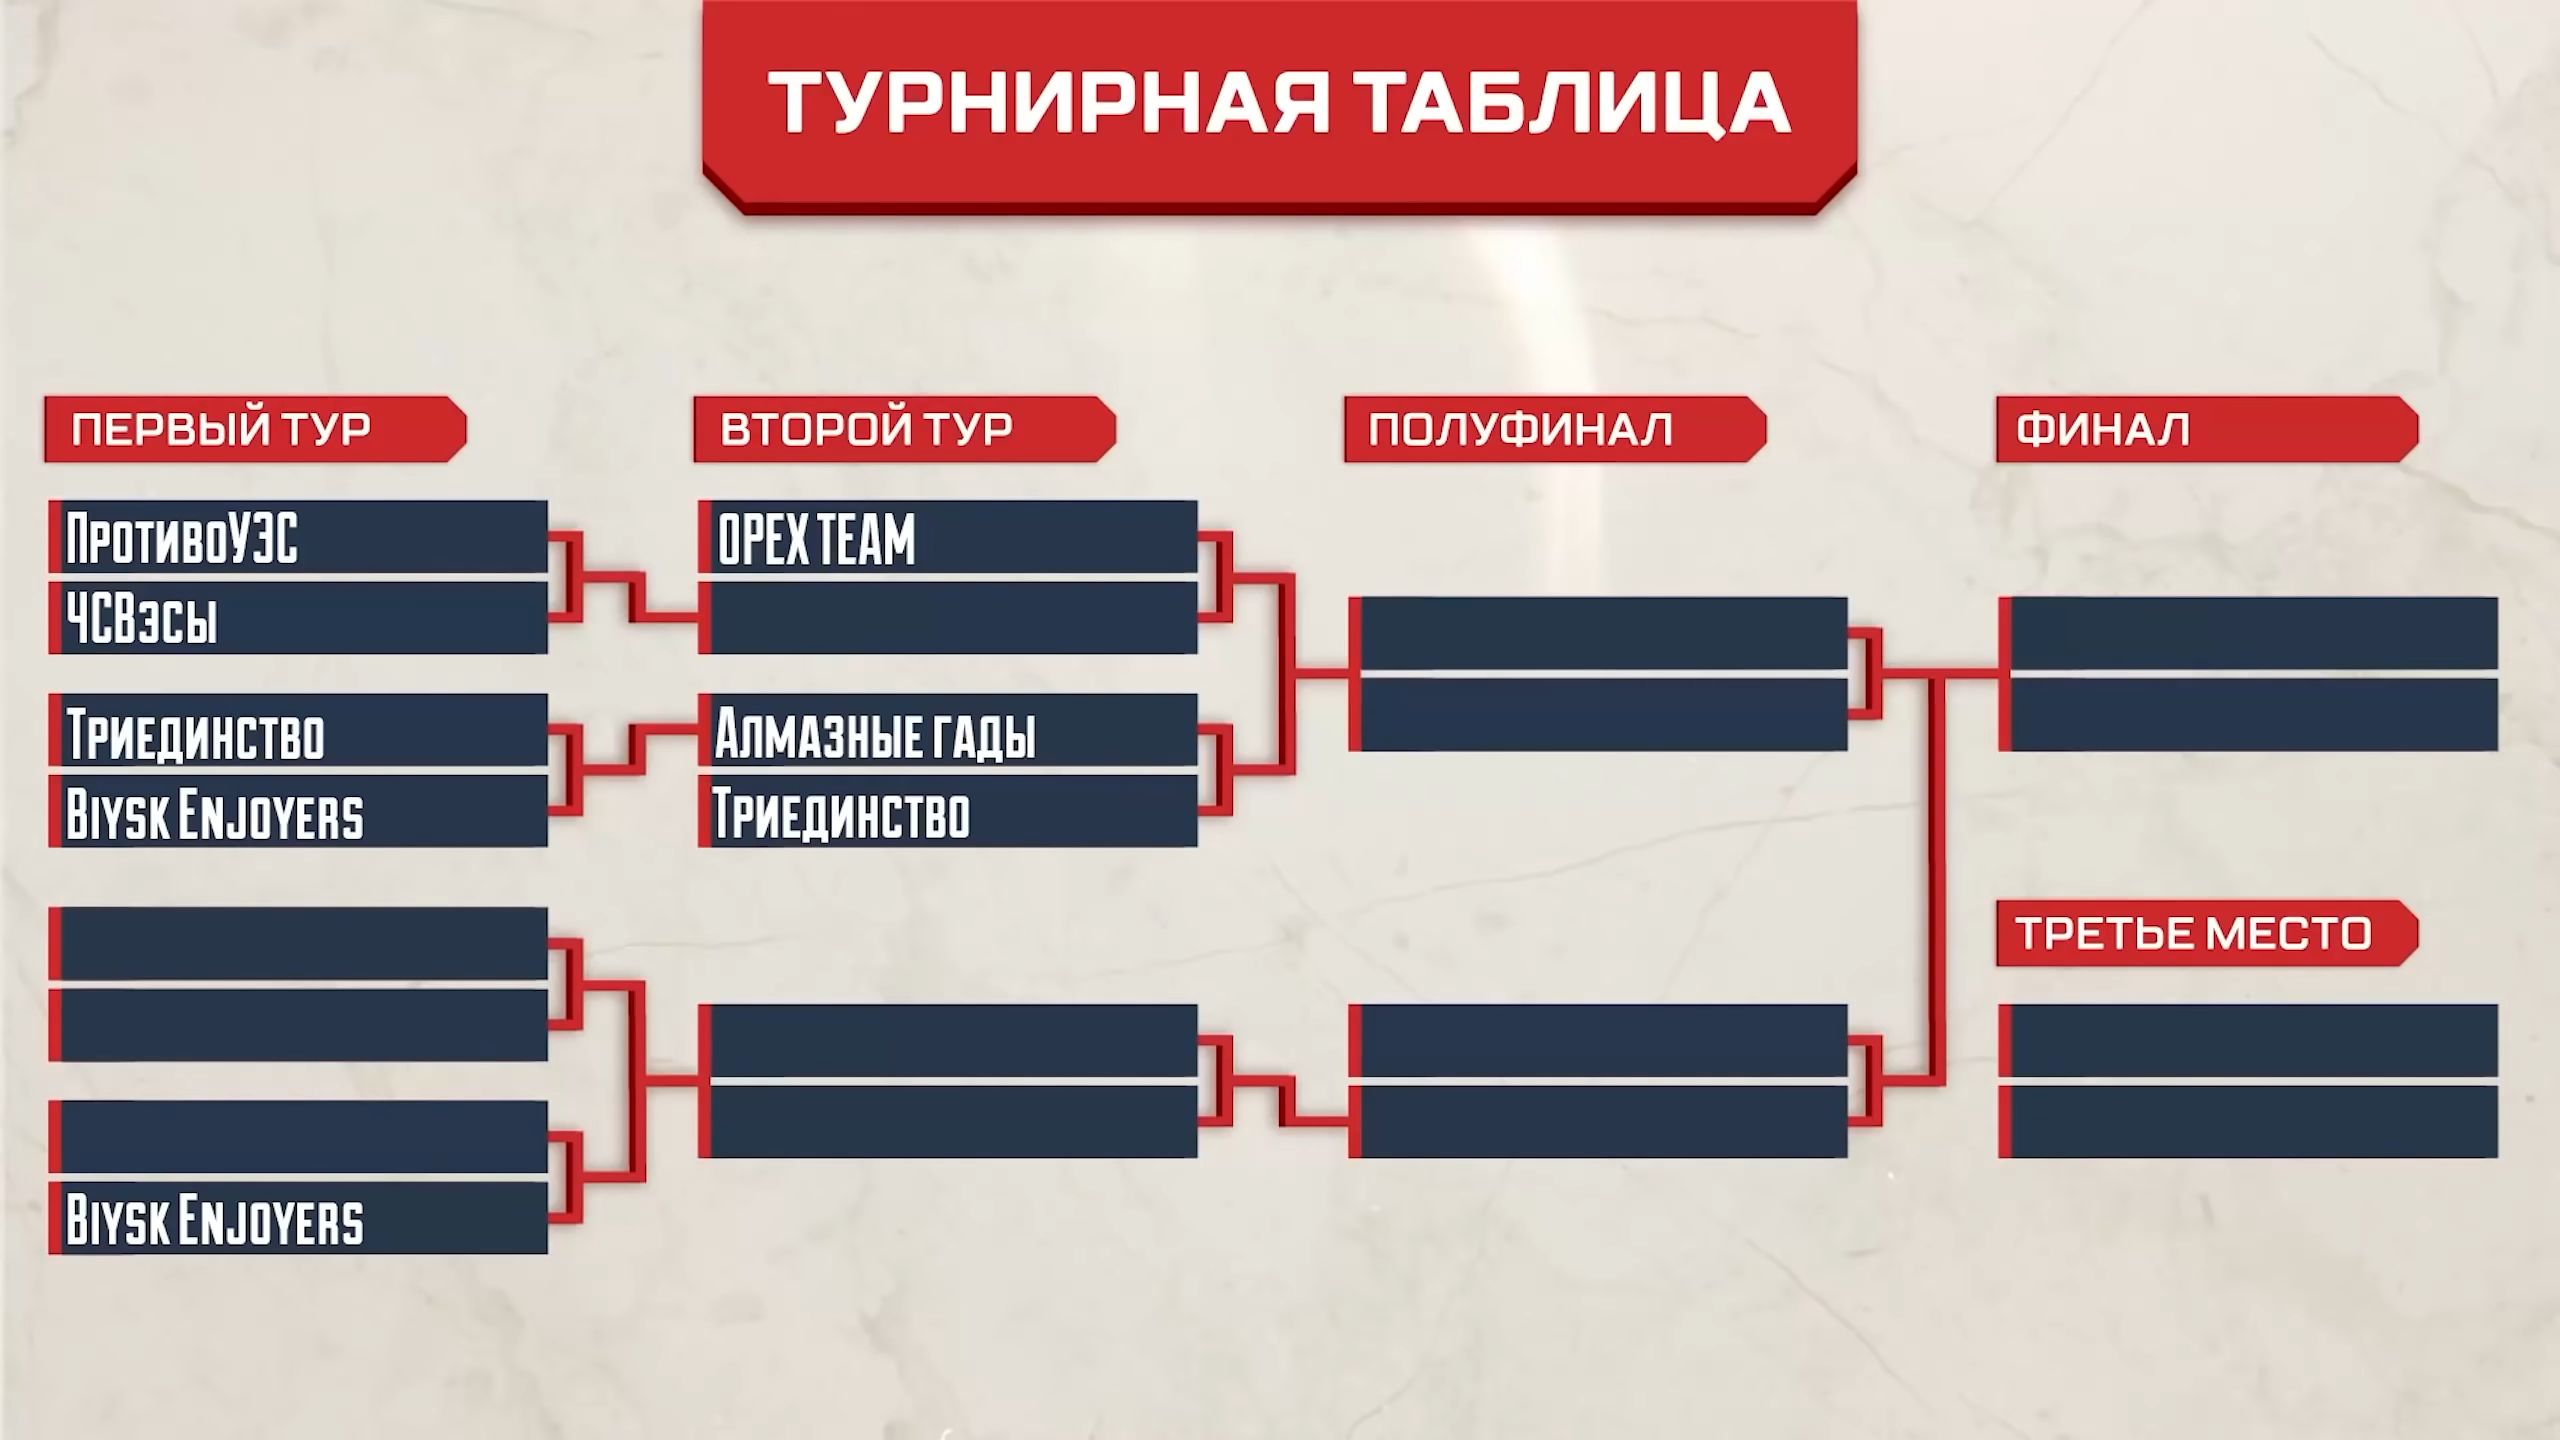 ТУРНИРНАЯ ТАБЛИЦА
ПЕРВЫЙ ТУР
ПротивоУЭС
ЧСВэсы
Триединство
Biysk Enjoyers
Biysk Enjoyers
ВТОРОЙ ТУР
ОРЕХ TEAM
Алмазные гады
Триединство
ПОЛУФИНАЛ
ФИНАЛ
ТРЕТЬЕ МЕСТО